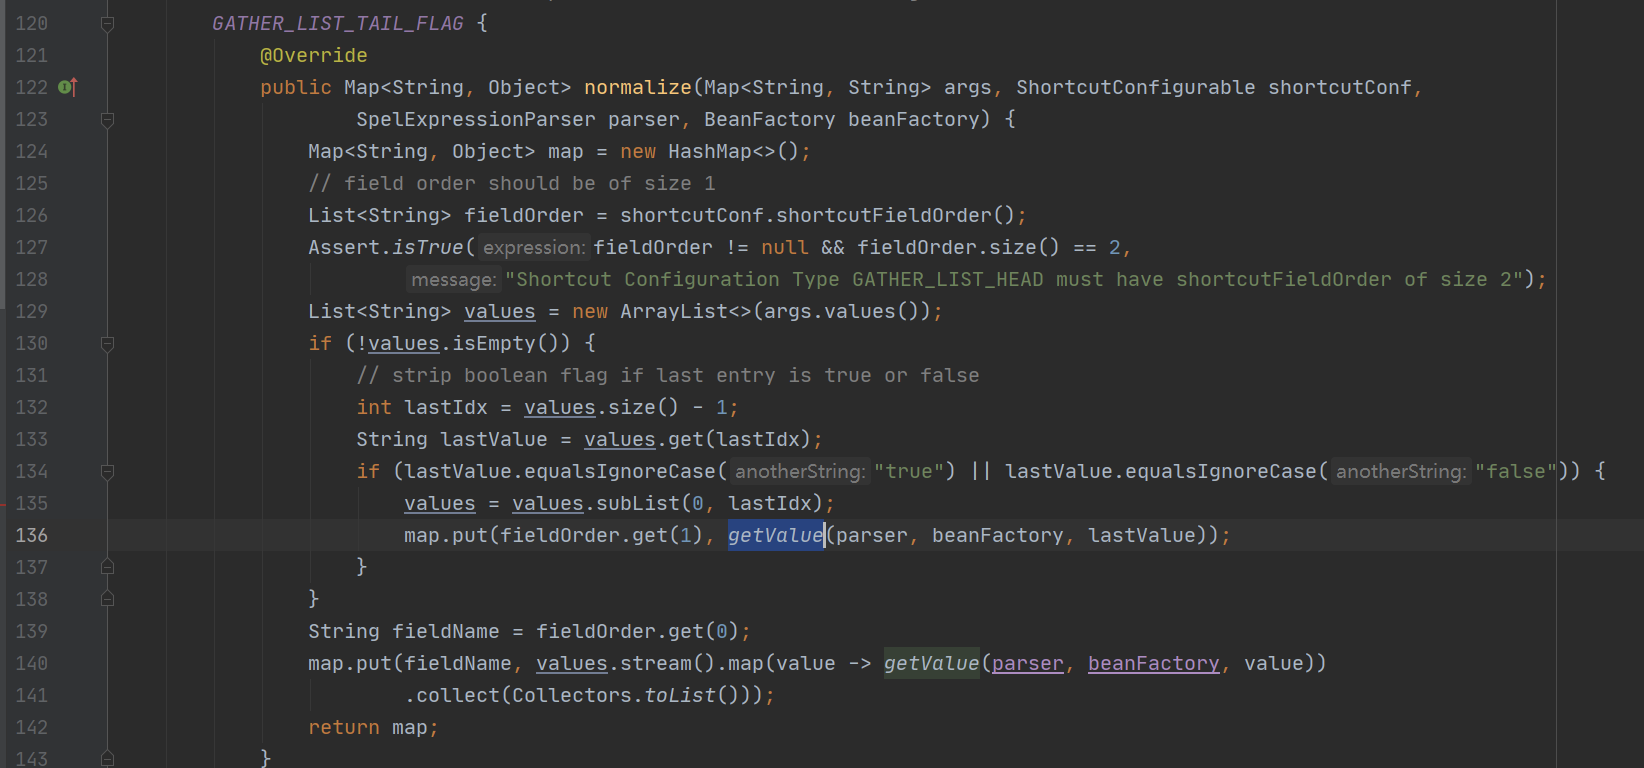 120 GATHER_LIST_TAIL_FLAG {
121 @Override
122 public Map<String, Object> normalize(Map<String, String> args, ShortcutConfigurable shortcutConf,
123 SpelExpressionParser parser, BeanFactory beanFactory) {
124 Map<String, Object> map = new HashMap<>();
125 // field order should be of size 1
126 List<String> fieldOrder = shortcutConf.shortcutFieldOrder();
127 Assert.isTrue( expression: fieldOrder != null && fieldOrder.size() == 2,
128 message: "Shortcut Configuration Type GATHER_LIST_HEAD must have shortcutFieldOrder of size 2");
129 List<String> values = new ArrayList<>(args.values());
130 if (!values.isEmpty()) {
131 // strip boolean flag if last entry is true or false
132 int lastIdx = values.size() - 1;
133 String lastValue = values.get(lastIdx);
134 if (lastValue.equalsIgnoreCase( anotherString: "true") || lastValue.equalsIgnoreCase( anotherString: "false")) {
135 values = values.subList(0, lastIdx);
136 map.put(fieldOrder.get(1), getValue(parser, beanFactory, lastValue));
137 }
138 }
139 String fieldName = fieldOrder.get(0);
140 map.put(fieldName, values.stream().map(value -> getValue(parser, beanFactory, value))
141 .collect(Collectors.toList()));
142 return map;
143 }